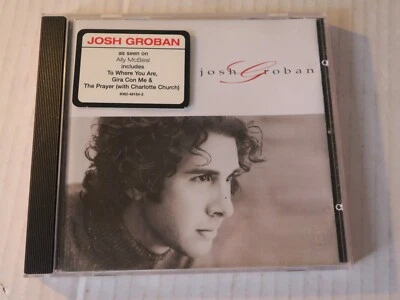 JOSH GROBAN
as seen on
Ally McBeal
includes
To Where You Are,
Gira Con Me &
The Prayer (with Charlotte Church)
josh Groban